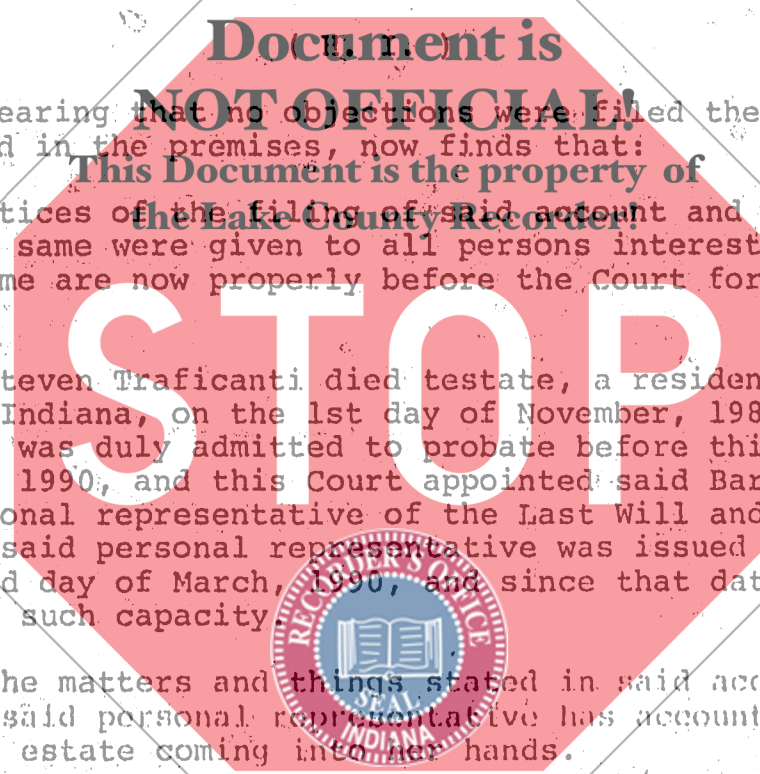 Document is
(H. I.)
NOT OFFICIAL!
earing that no objections were filed the
d in the premises, now finds that:
This Document is the property of
the Lake County Recorder!
tices of the filing of said account and
same were given to all persons interest
me are now properly before the Court for
STOP
teven Traficanti died testate, a residen
Indiana, on the 1st day of November, 198
was duly admitted to probate before thi
1990, and this Court appointed said Bar
onal representative of the Last Will and
said personal representative was issued
d day of March, 1990, and since that dat
such capacity.
RECORDER'S OFFICE
SEAL
INDIANA
he matters and things stated in said acc
said personal representative has account
estate coming into her hands.